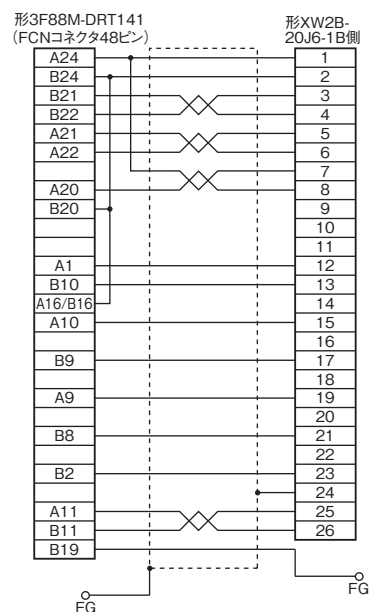 形3F88M-DRT141
(FCNコネクタ48ピン)
形XW2B-
20J6-1B側
A24 1
B24 2
B21 3
B22 4
A21 5
A22 6
7
A20 8
B20 9
10
11
A1 12
B10 13
A16/B16 14
A10 15
16
B9 17
18
A9 19
20
B8 21
22
B2 23
24
A11 25
B11 26
B19
FG
FG